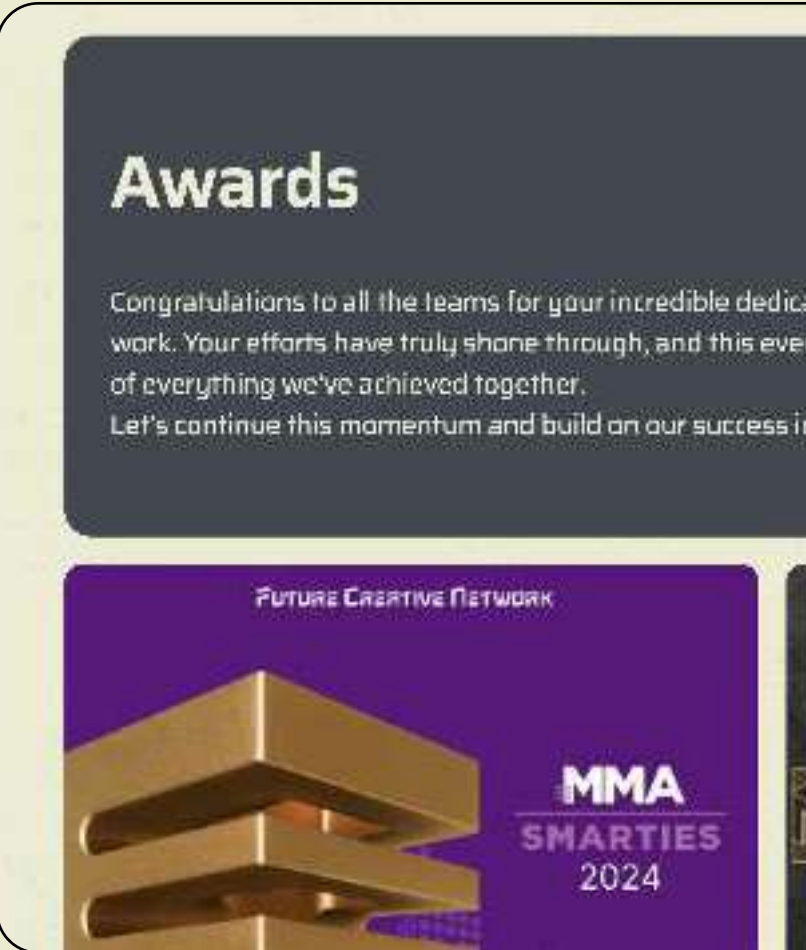 Awards
Congratulations to all the teams for your incredible
work. Your efforts have truly shone through, and this
of everything we've achieved together.
Let's continue this momentum and build on our success
FUTURE CREATIVE NETWORK
MMA
SMARTIES
2024